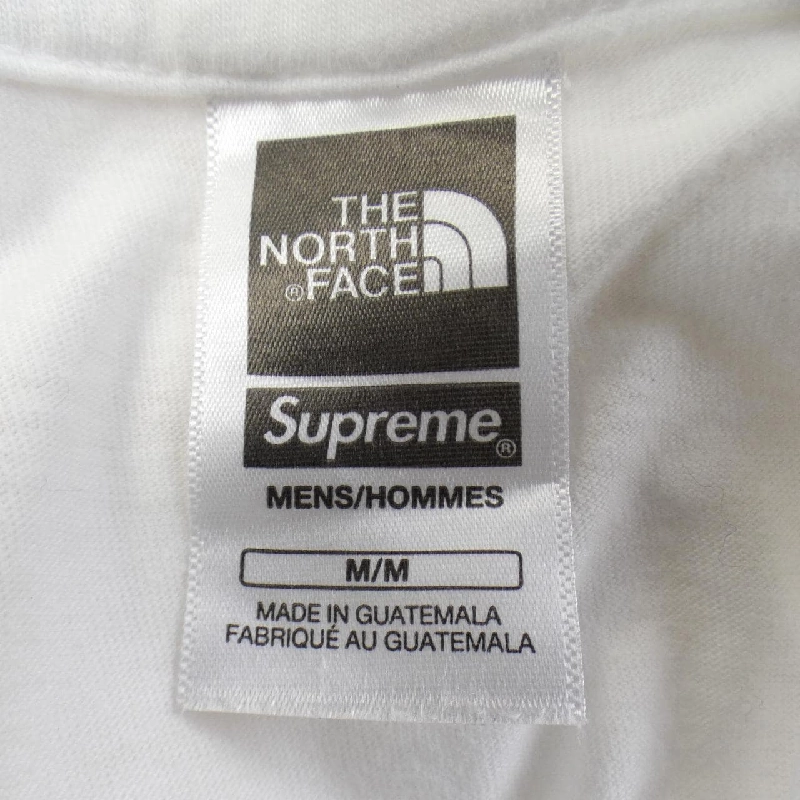 THE
NORTH
®FACE
Supreme®
MENS/HOMMES
M/M
MADE IN GUATEMALA
FABRIQUÉ AU GUATEMALA